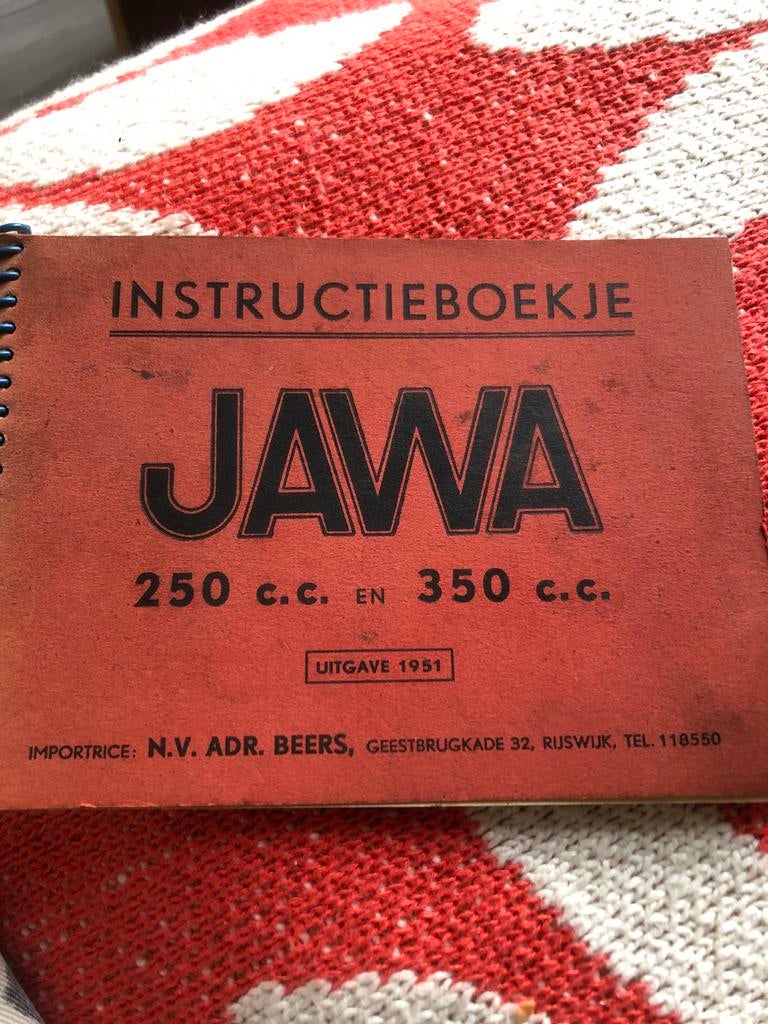 INSTRUCTIEBOEKJE
JAWA
250 c.c. EN 350 c.c.
UITGAVE 1951
IMPORTRICE: N.V. ADR. BEERS, GEESTBRUGKADE 32, RIJSWIJK, TEL. 118550